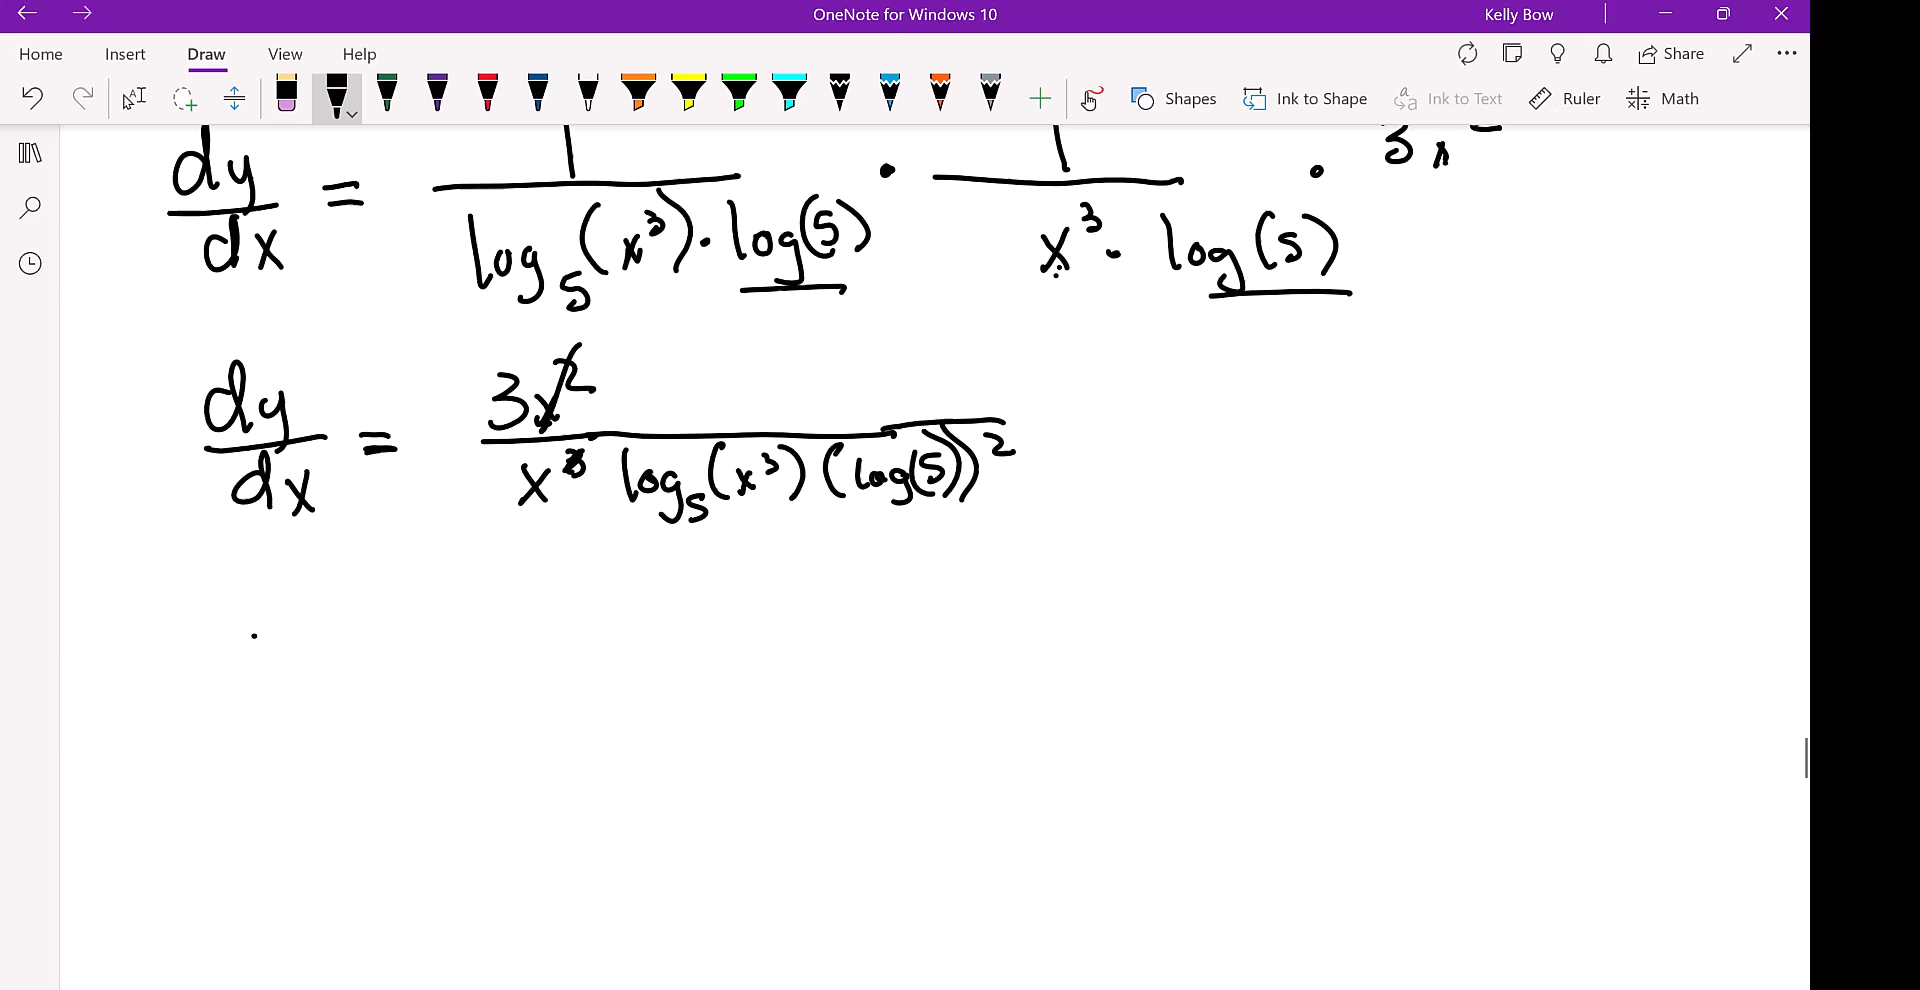 OneNote for Windows 10 Kelly Bow
Home Insert Draw View Help Share
Shapes Ink to Shape Ink to Text Ruler Math
dy/dx = 1/(log₅(x³)·log(5)) · 1/(x³·log(5)) · 3x²
dy/dx = 3x²/(x³ log₅(x³)(log(5))²)